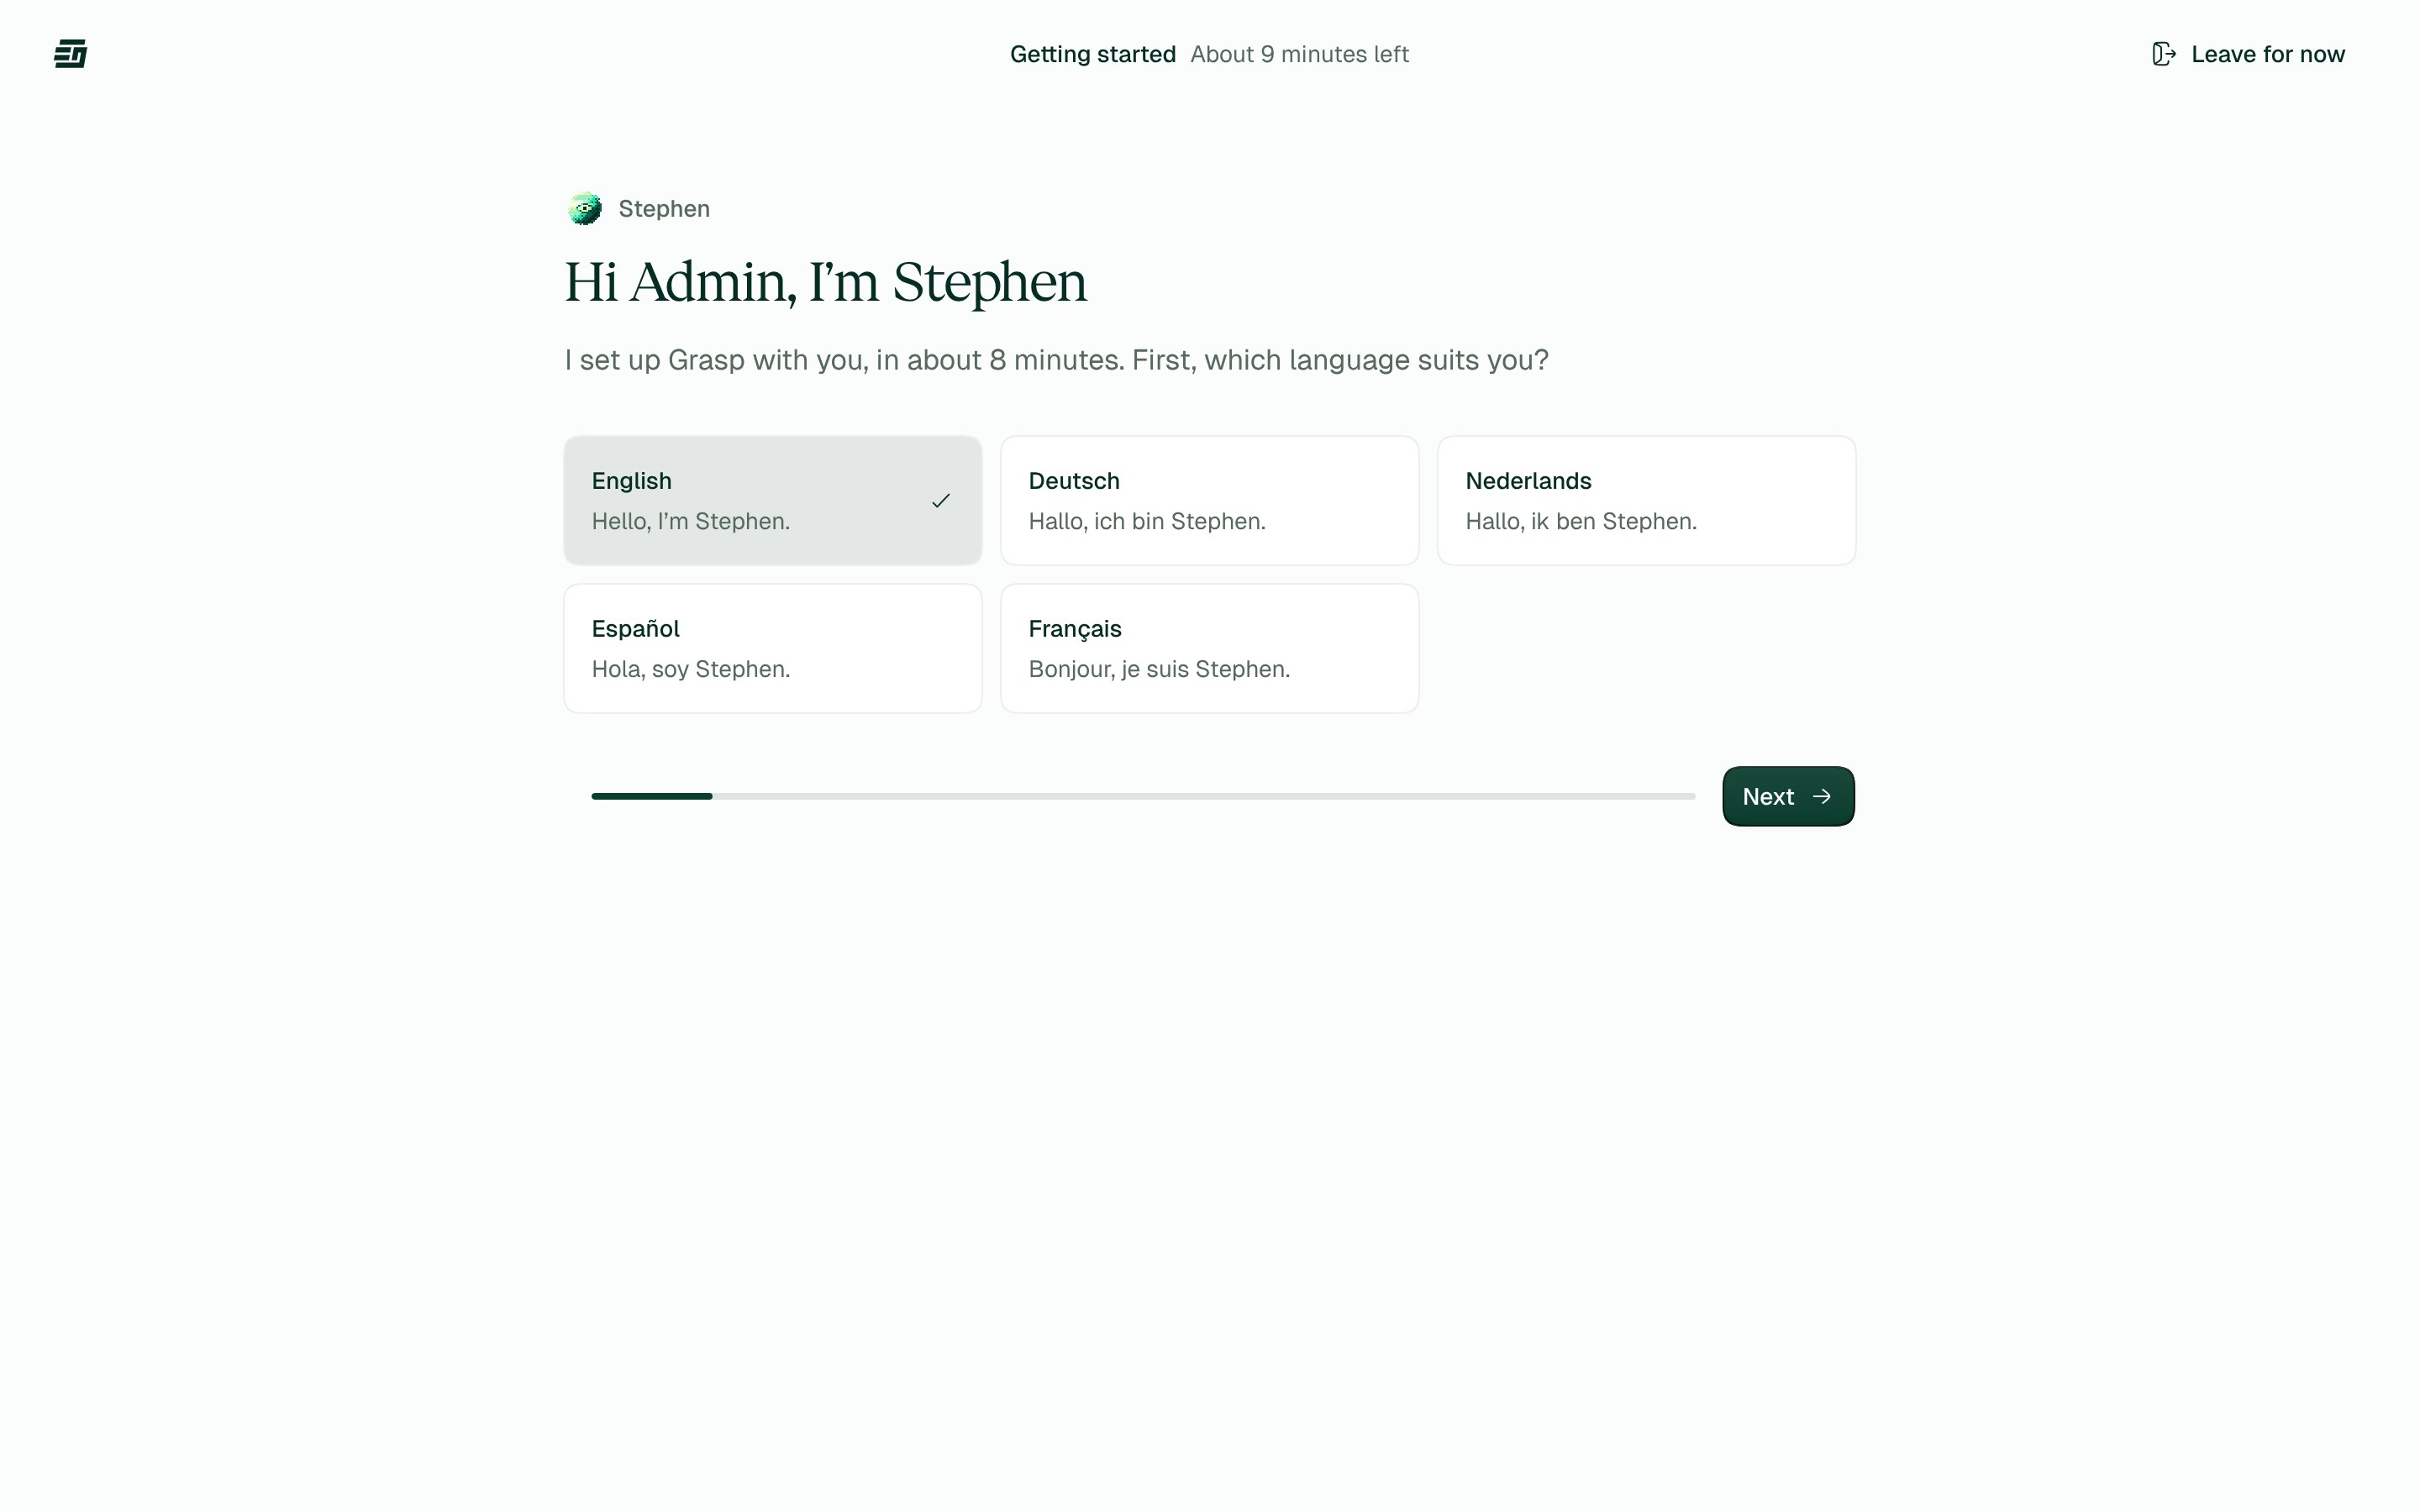 Getting started About 9 minutes left
Leave for now
Stephen
Hi Admin, I’m Stephen
I set up Grasp with you, in about 8 minutes. First, which language suits you?
English
Hello, I’m Stephen.
Deutsch
Hallo, ich bin Stephen.
Nederlands
Hallo, ik ben Stephen.
Español
Hola, soy Stephen.
Français
Bonjour, je suis Stephen.
Next